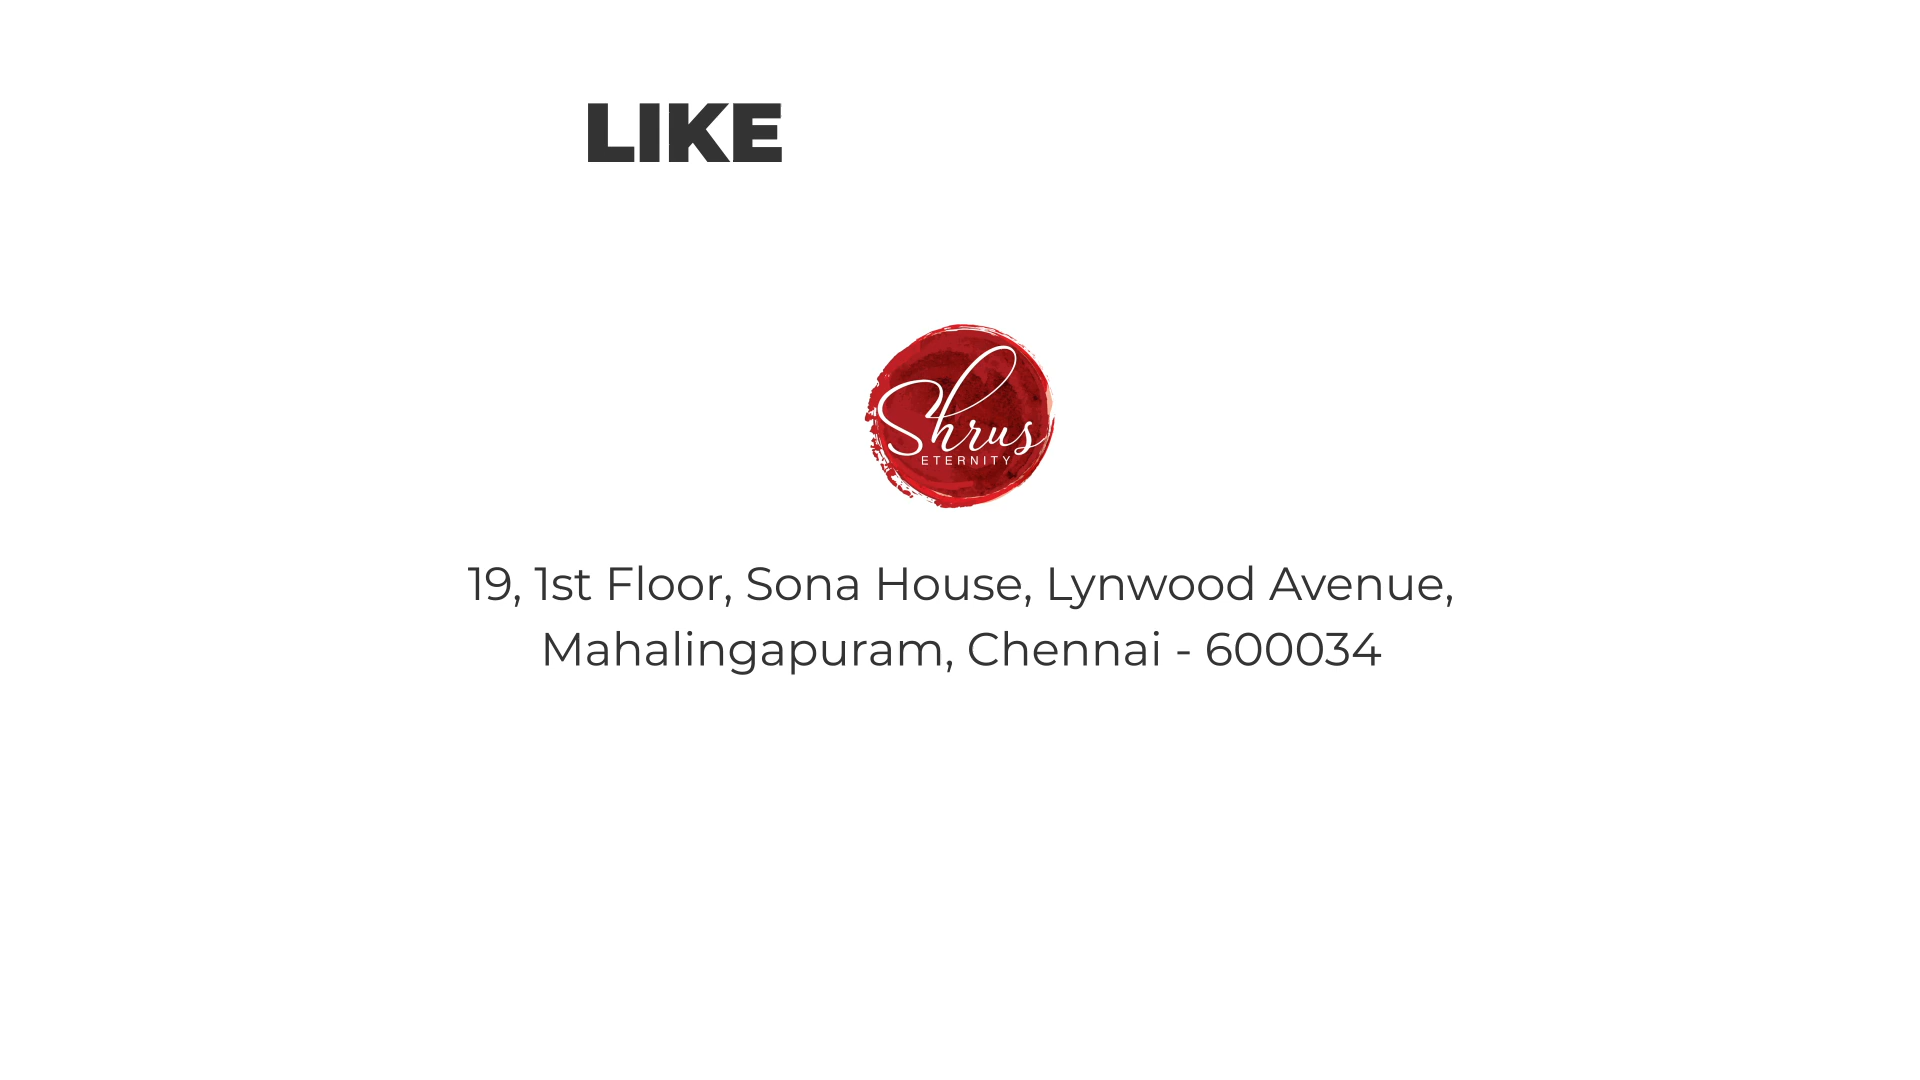 LIKE
Shrus
ETERNITY
19, 1st Floor, Sona House, Lynwood Avenue,
Mahalingapuram, Chennai - 600034